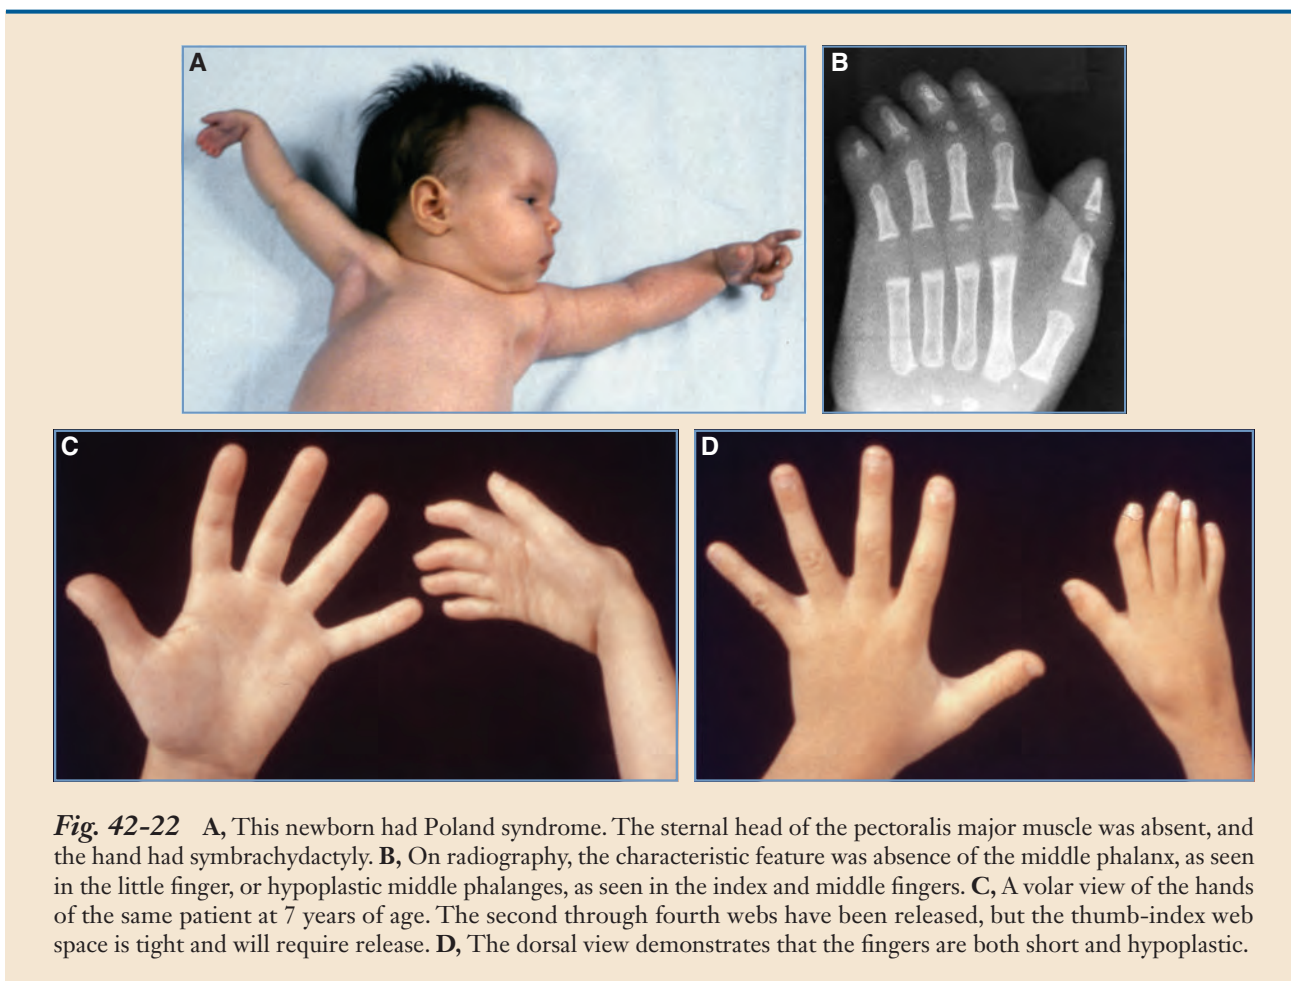 A
B
C
D
Fig. 42-22 A, This newborn had Poland syndrome. The sternal head of the pectoralis major muscle was absent, and
the hand had symbrachydactyly. B, On radiography, the characteristic feature was absence of the middle phalanx, as seen
in the little finger, or hypoplastic middle phalanges, as seen in the index and middle fingers. C, A volar view of the hands
of the same patient at 7 years of age. The second through fourth webs have been released, but the thumb-index web
space is tight and will require release. D, The dorsal view demonstrates that the fingers are both short and hypoplastic.